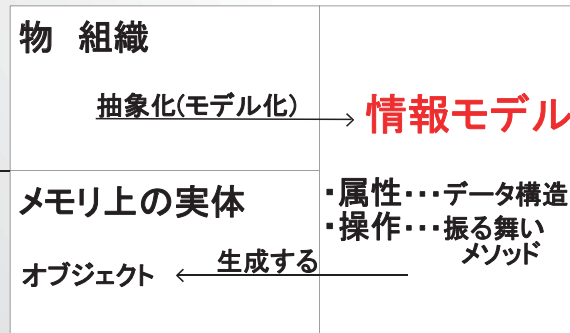 物 組織
抽象化(モデル化)
情報モデル
メモリ上の実体
・属性・・・データ構造
・操作・・・振る舞い
メソッド
オブジェクト
生成する